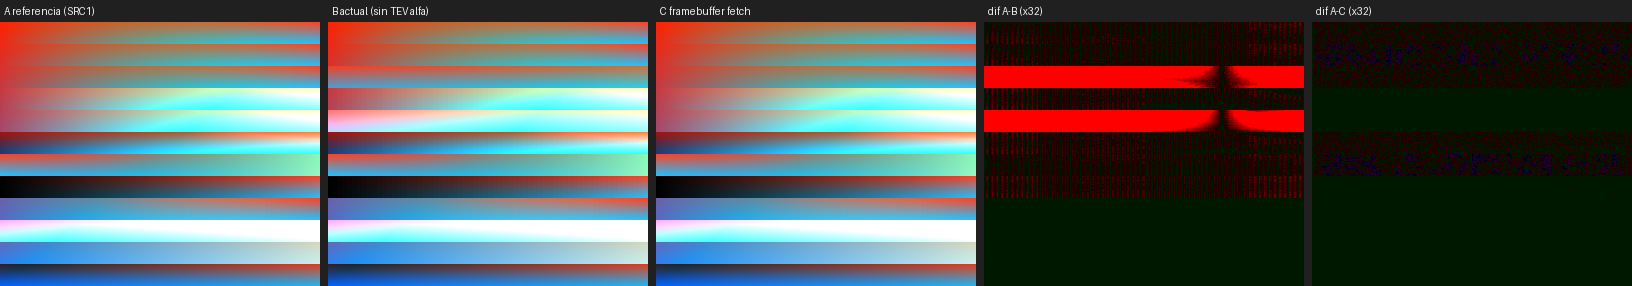 A referencia (SRC1)
B actual (sin TEV alfa)
C framebuffer fetch
dif A-B (x32)
dif A-C (x32)